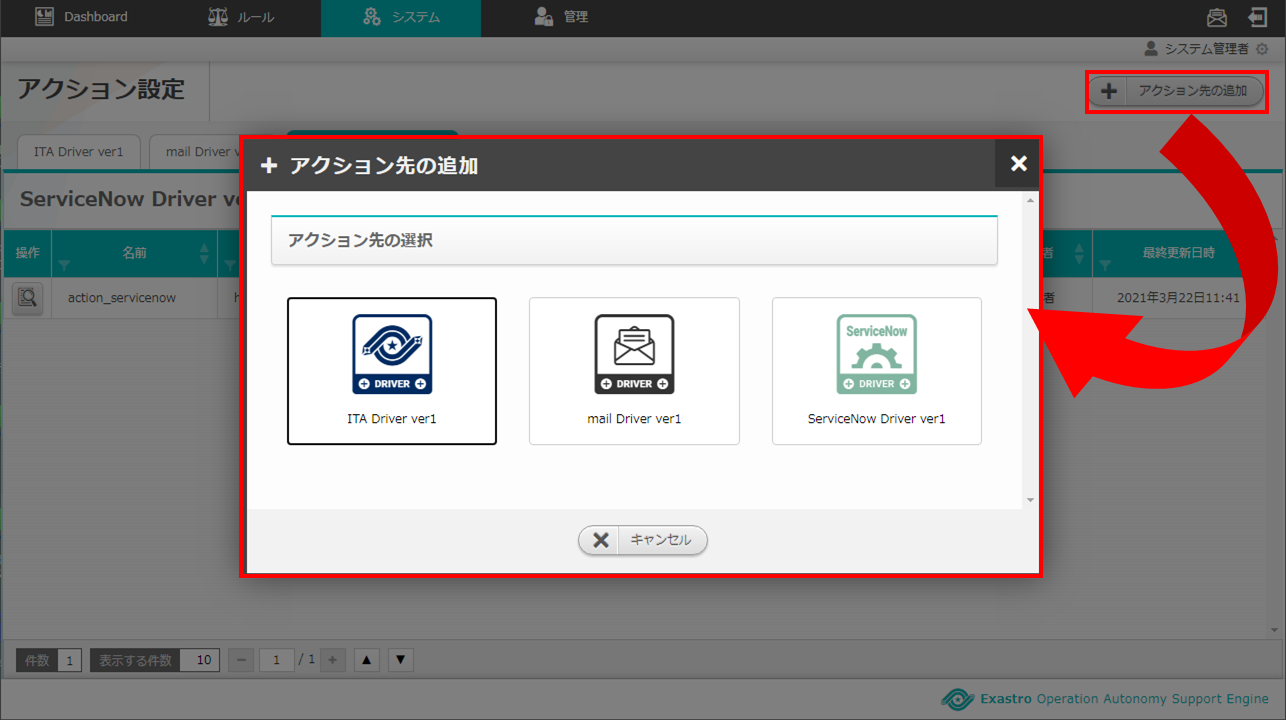 Dashboard
ルール
システム
管理
システム管理者
アクション設定
アクション先の追加
ITA Driver ver1
mail Driver
ServiceNow Driver
操作
名前
者
最終更新日時
action_servicenow
者
2021年3月22日11:41
アクション先の追加
アクション先の選択
DRIVER
ITA Driver ver1
DRIVER
mail Driver ver1
ServiceNow
DRIVER
ServiceNow Driver ver1
キャンセル
件数 1 表示する件数 10 1 / 1
Exastro Operation Autonomy Support Engine